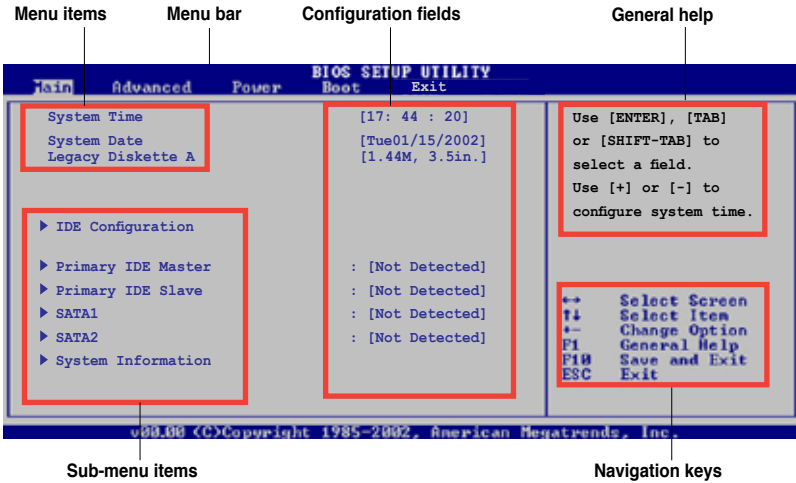 Menu items Menu bar Configuration fields General help
BIOS SETUP UTILITY
Main Advanced Power Boot Exit
System Time [17: 44 : 20]
System Date [Tue01/15/2002]
Legacy Diskette A [1.44M, 3.5in.]
IDE Configuration
Primary IDE Master : [Not Detected]
Primary IDE Slave : [Not Detected]
SATA1 : [Not Detected]
SATA2 : [Not Detected]
System Information
Use [ENTER], [TAB]
or [SHIFT-TAB] to
select a field.
Use [+] or [-] to
configure system time.
↔ Select Screen
↑↓ Select Item
+- Change Option
F1 General Help
F10 Save and Exit
ESC Exit
v00.00 (C)Copyright 1985-2002, American Megatrends, Inc.
Sub-menu items Navigation keys